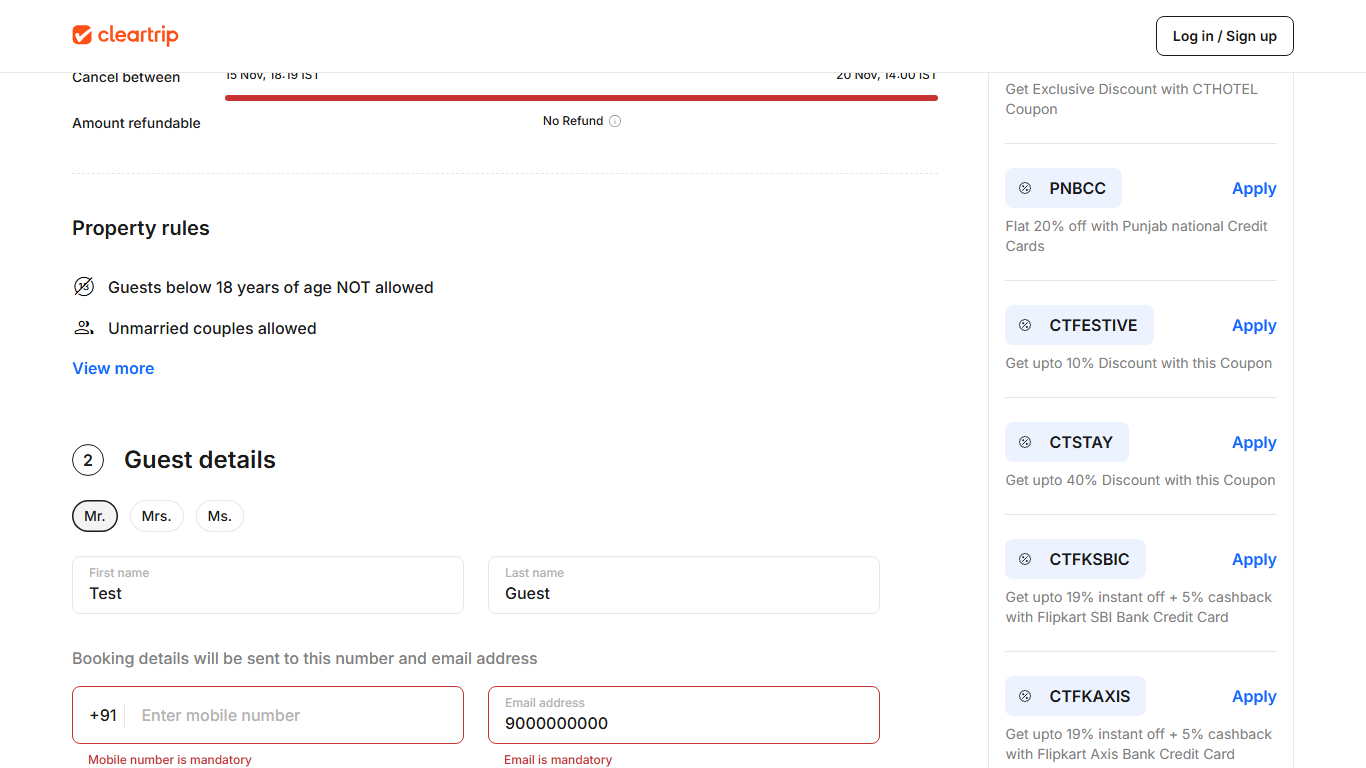 cleartrip
Log in / Sign up
Cancel between
15 Nov, 18:19 IST
20 Nov, 14:00 IST
Amount refundable
No Refund
Property rules
18
Guests below 18 years of age NOT allowed
Unmarried couples allowed
View more
2
Guest details
Mr.
Mrs.
Ms.
First name
Test
Last name
Guest
Booking details will be sent to this number and email address
+91
Enter mobile number
Mobile number is mandatory
Email address
9000000000
Email is mandatory
Get Exclusive Discount with CTHOTEL
Coupon
PNBCC
Apply
Flat 20% off with Punjab national Credit
Cards
CTFESTIVE
Apply
Get upto 10% Discount with this Coupon
CTSTAY
Apply
Get upto 40% Discount with this Coupon
CTFKSBIC
Apply
Get upto 19% instant off + 5% cashback
with Flipkart SBI Bank Credit Card
CTFKAXIS
Apply
Get upto 19% instant off + 5% cashback
with Flipkart Axis Bank Credit Card